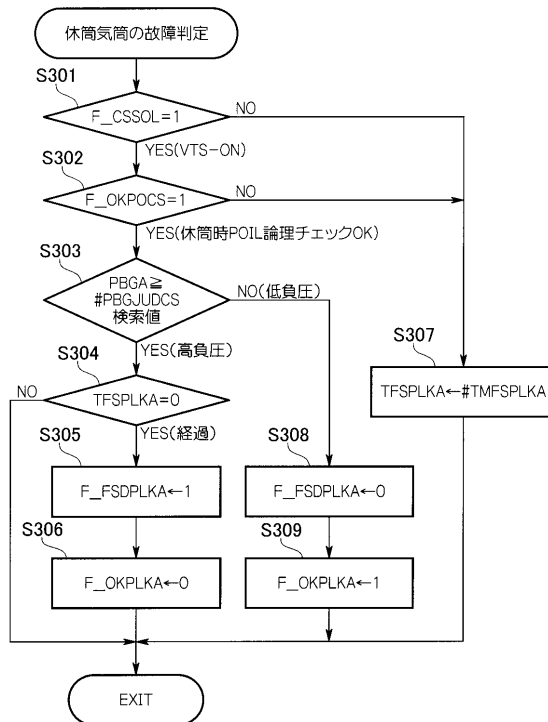 休筒気筒の故障判定
S301
F_CSSOL=1
NO
YES(VTS-ON)
S302
F_OKPOCS=1
NO
YES(休筒時POIL論理チェックOK)
S303
PBGA≧
#PBGJUDCS
検索値
NO(低負圧)
YES(高負圧)
S304
NO
TFSPLKA=0
YES(経過)
S307
TFSPLKA←#TMFSPLKA
S305
F_FSDPLKA←1
S308
F_FSDPLKA←0
S306
F_OKPLKA←0
S309
F_OKPLKA←1
EXIT